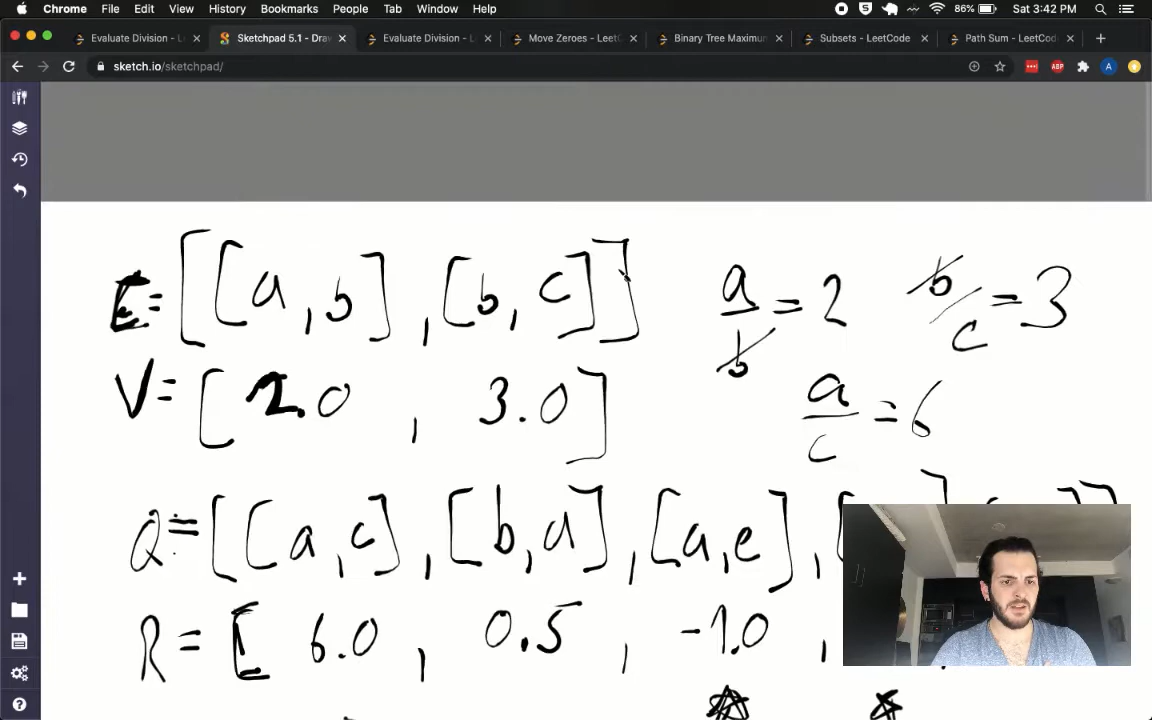 Chrome File Edit View History Bookmarks People Tab Window Help 86% Sat 3:42 PM
Evaluate Division - L Sketchpad 5.1 - Draw Evaluate Division - L Move Zeroes - LeetC Binary Tree Maximum Subsets - LeetCode Path Sum - LeetCod
sketch.io/sketchpad/
E= [[a,b],[b,c]] a/b = 2 b/c = 3
V= [2.0 , 3.0] a/c = 6
Q= [[a,c],[b,a],[a,e],[
R= [ 6.0 , 0.5 , -1.0 ,